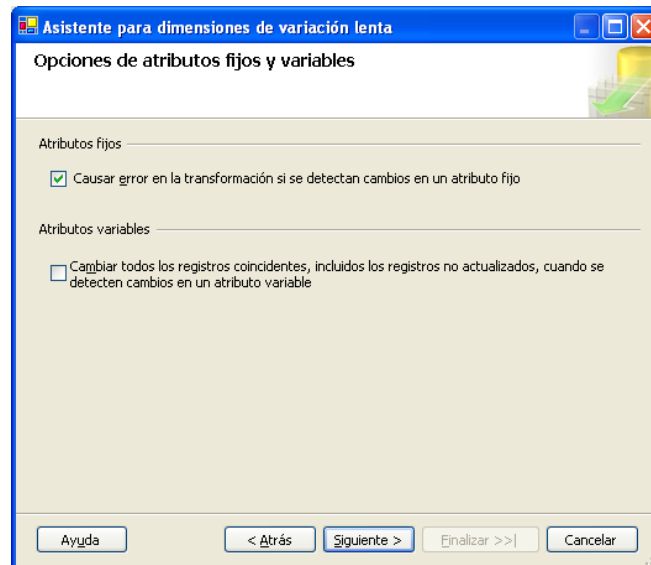 Asistente para dimensiones de variación lenta
Opciones de atributos fijos y variables
Atributos fijos
Causar error en la transformación si se detectan cambios en un atributo fijo
Atributos variables
Cambiar todos los registros coincidentes, incluidos los registros no actualizados, cuando se
detecten cambios en un atributo variable
Ayuda
< Atrás
Siguiente >
Finalizar >>|
Cancelar